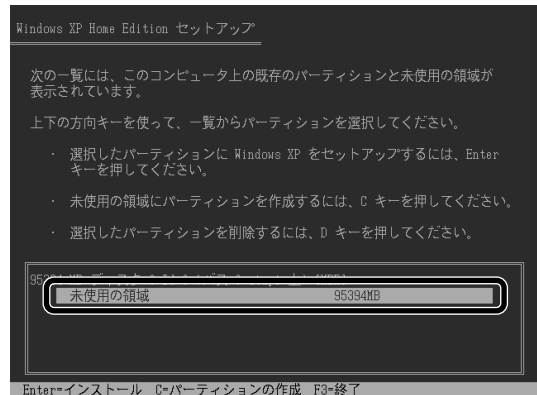 Windows XP Home Edition セットアップ
次の一覧には、このコンピュータ上の既存のパーティションと未使用の領域が
表示されています。
上下の方向キーを使って、一覧からパーティションを選択してください。
・ 選択したパーティションに Windows XP をセットアップするには、Enter
キーを押してください。
・ 未使用の領域にパーティションを作成するには、C キーを押してください。
・ 選択したパーティションを削除するには、D キーを押してください。
未使用の領域 95394MB
Enter=インストール C=パーティションの作成 F3=終了